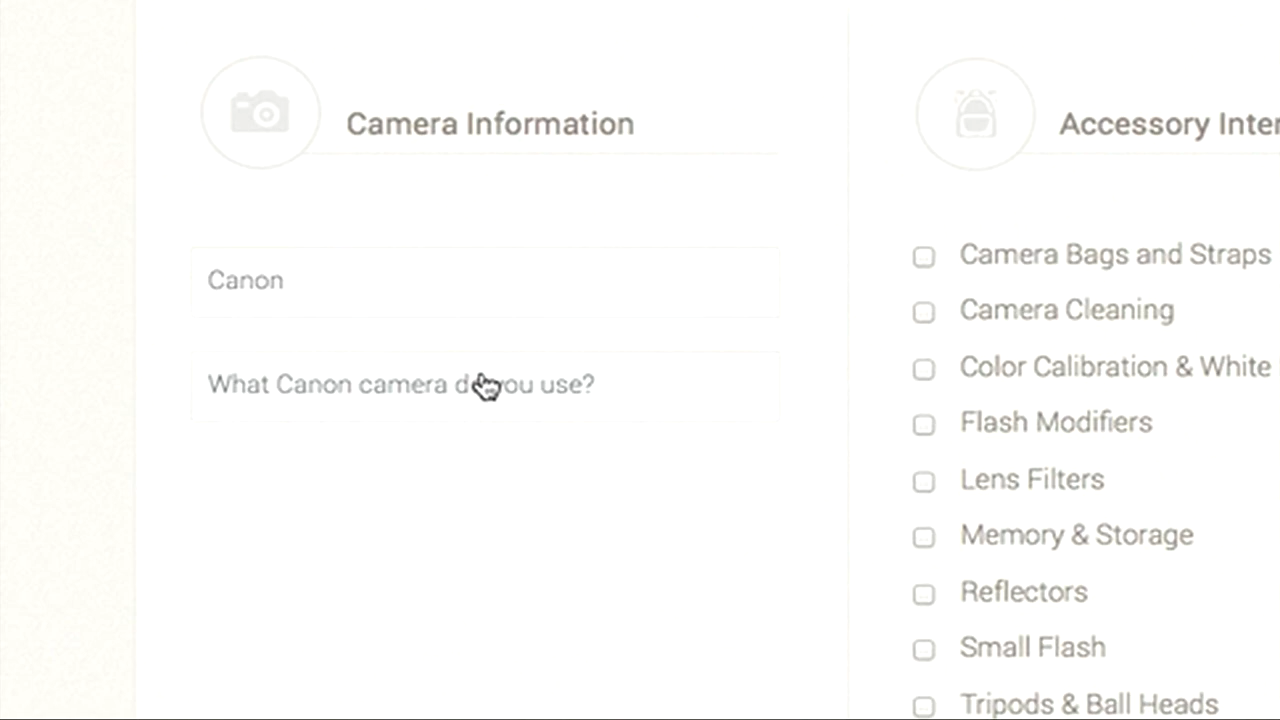 Camera Information
Canon
What Canon camera do you use?
Accessory
Camera Bags and Straps
Camera Cleaning
Color Calibration & White
Flash Modifiers
Lens Filters
Memory & Storage
Reflectors
Small Flash
Tripods & Ball Heads